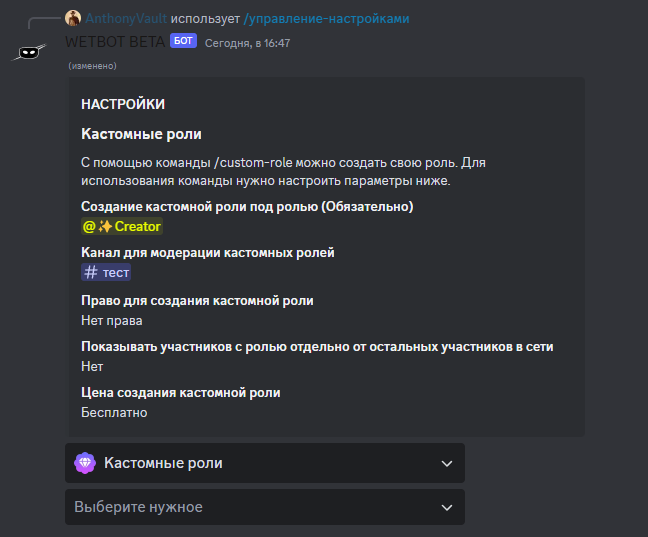 AnthonyVault использует /управление-настройками
WETBOT BETA БОТ Сегодня, в 16:47
(изменено)
НАСТРОЙКИ
Кастомные роли
С помощью команды /custom-role можно создать свою роль. Для
использования команды нужно настроить параметры ниже.
Создание кастомной роли под ролью (Обязательно)
@✨Creator
Канал для модерации кастомных ролей
# тест
Право для создания кастомной роли
Нет права
Показывать участников с ролью отдельно от остальных участников в сети
Нет
Цена создания кастомной роли
Бесплатно
Кастомные роли
Выберите нужное